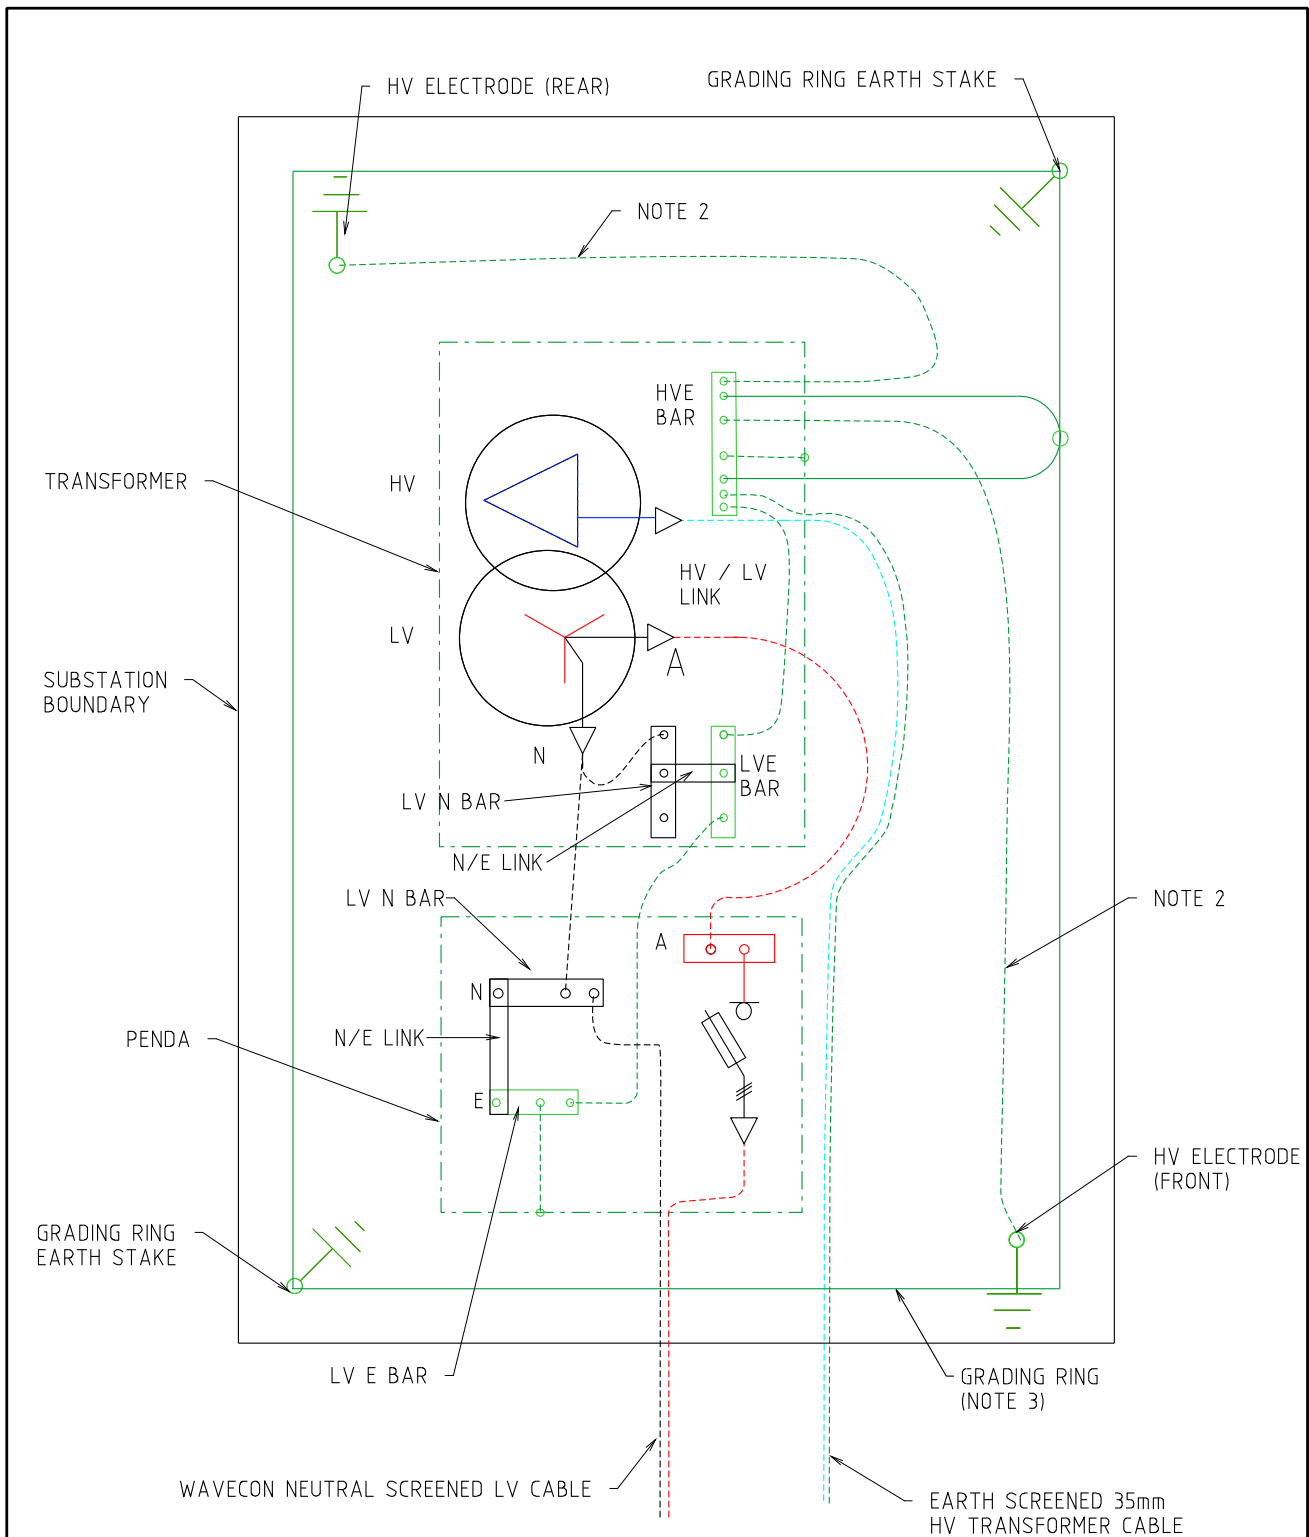 GRADING RING EARTH STAKE
HV ELECTRODE (REAR)
NOTE 2
HVE
BAR
TRANSFORMER
HV
HV / LV
LINK
LV
A
SUBSTATION
BOUNDARY
N
LVE
BAR
LV N BAR
N/E LINK
LV N BAR
NOTE 2
A
N
N/E LINK
PENDA
E
HV ELECTRODE
(FRONT)
GRADING RING
EARTH STAKE
LV E BAR
GRADING RING
(NOTE 3)
WAVECON NEUTRAL SCREENED LV CABLE
EARTH SCREENED 35mm
HV TRANSFORMER CABLE